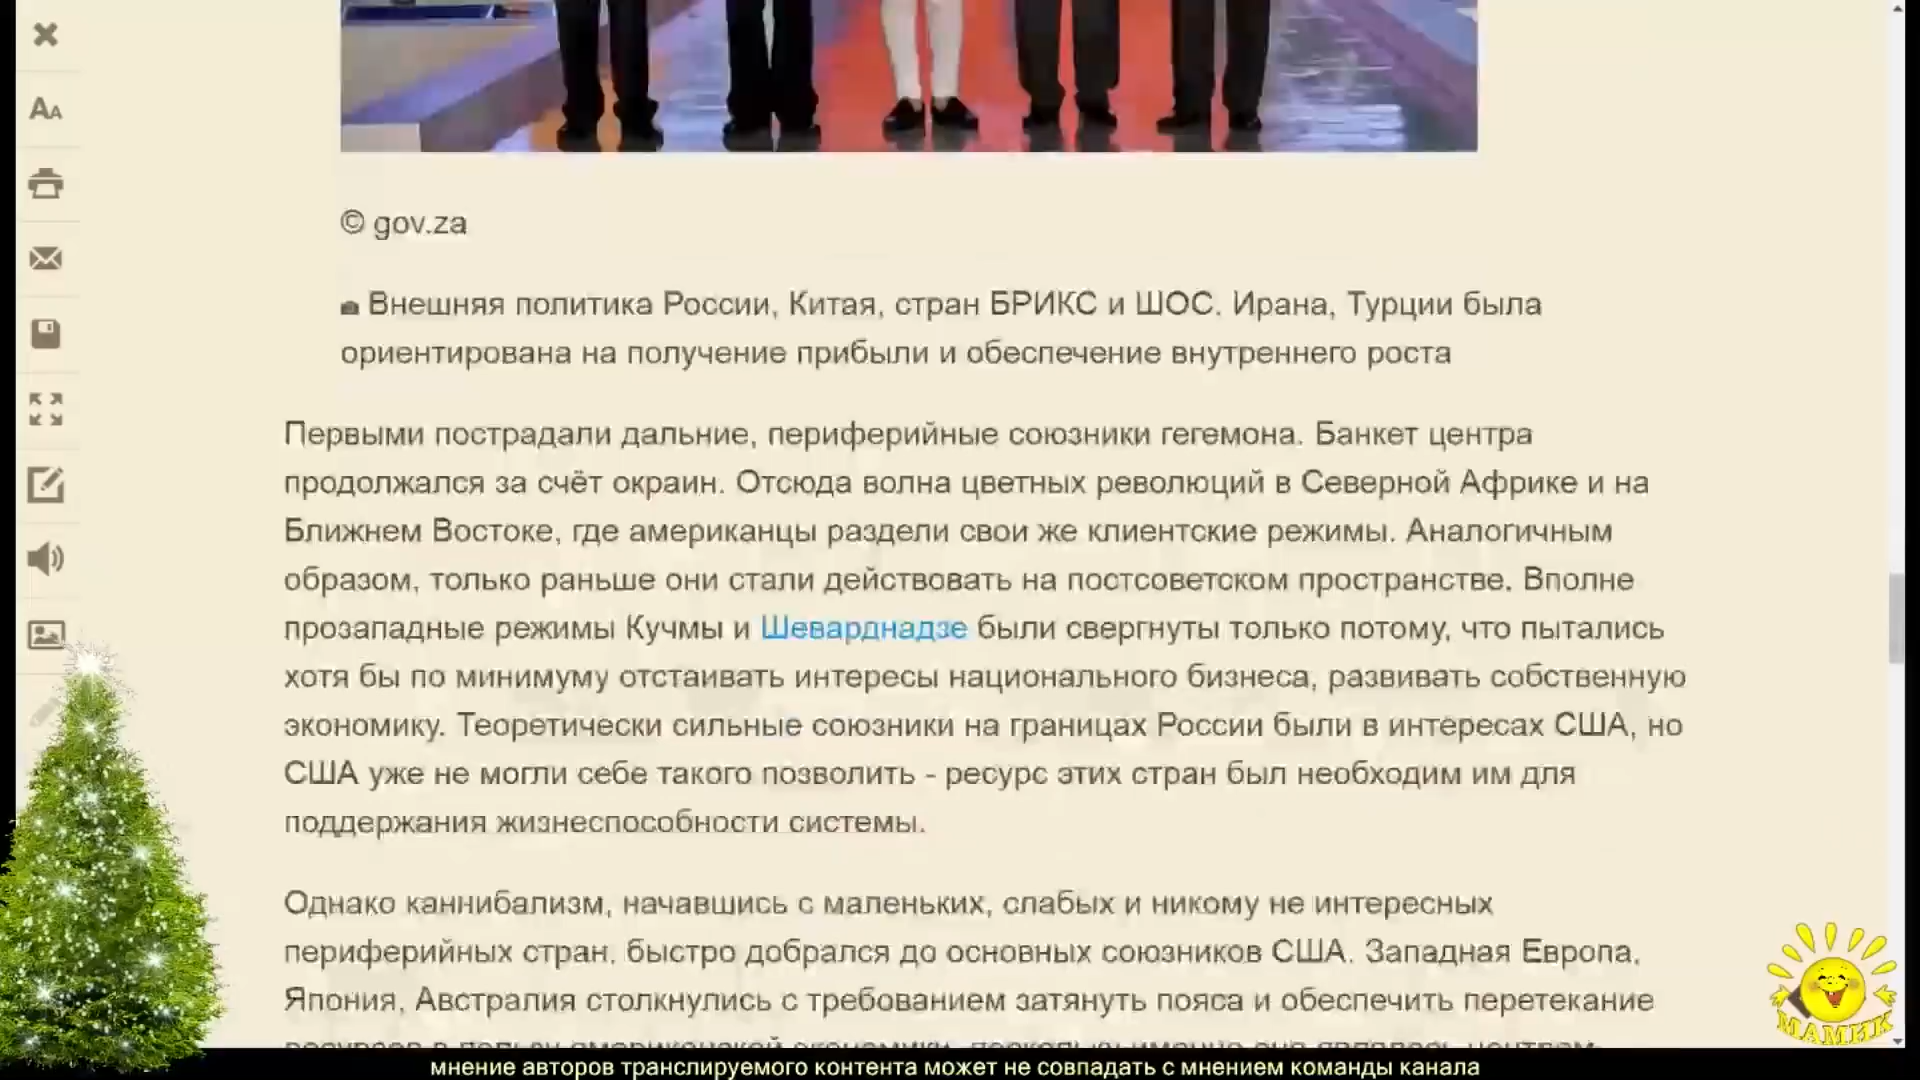 AA
© gov.za
Внешняя политика России, Китая, стран БРИКС и ШОС. Ирана, Турции была
ориентирована на получение прибыли и обеспечение внутреннего роста
Первыми пострадали дальние, периферийные союзники гегемона. Банкет центра
продолжался за счёт окраин. Отсюда волна цветных революций в Северной Африке и на
Ближнем Востоке, где американцы раздели свои же клиентские режимы. Аналогичным
образом, только раньше они стали действовать на постсоветском пространстве. Вполне
прозападные режимы Кучмы и Шеварднадзе были свергнуты только потому, что пытались
хотя бы по минимуму отстаивать интересы национального бизнеса, развивать собственную
экономику. Теоретически сильные союзники на границах России были в интересах США, но
США уже не могли себе такого позволить - ресурс этих стран был необходим им для
поддержания жизнеспособности системы.
Однако каннибализм, начавшись с маленьких, слабых и никому не интересных
периферийных стран, быстро добрался до основных союзников США. Западная Европа,
Япония, Австралия столкнулись с требованием затянуть пояса и обеспечить перетекание
МАМИК
мнение авторов транслируемого контента может не совпадать с мнением команды канала